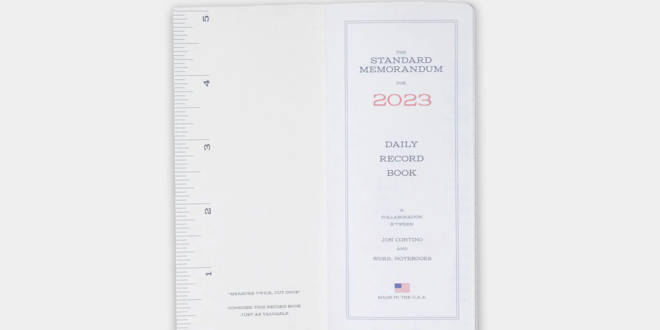 5
4
3
2
1
"MEASURE TWICE, CUT ONCE"
CONSIDER THIS RECORD BOOK
JUST AS VALUABLE
THE
STANDARD
MEMORANDUM
FOR
2023
DAILY
RECORD
BOOK
A
COLLABORATION
BETWEEN
JON CONTINO
AND
WORD. NOTEBOOKS
MADE IN THE U.S.A.